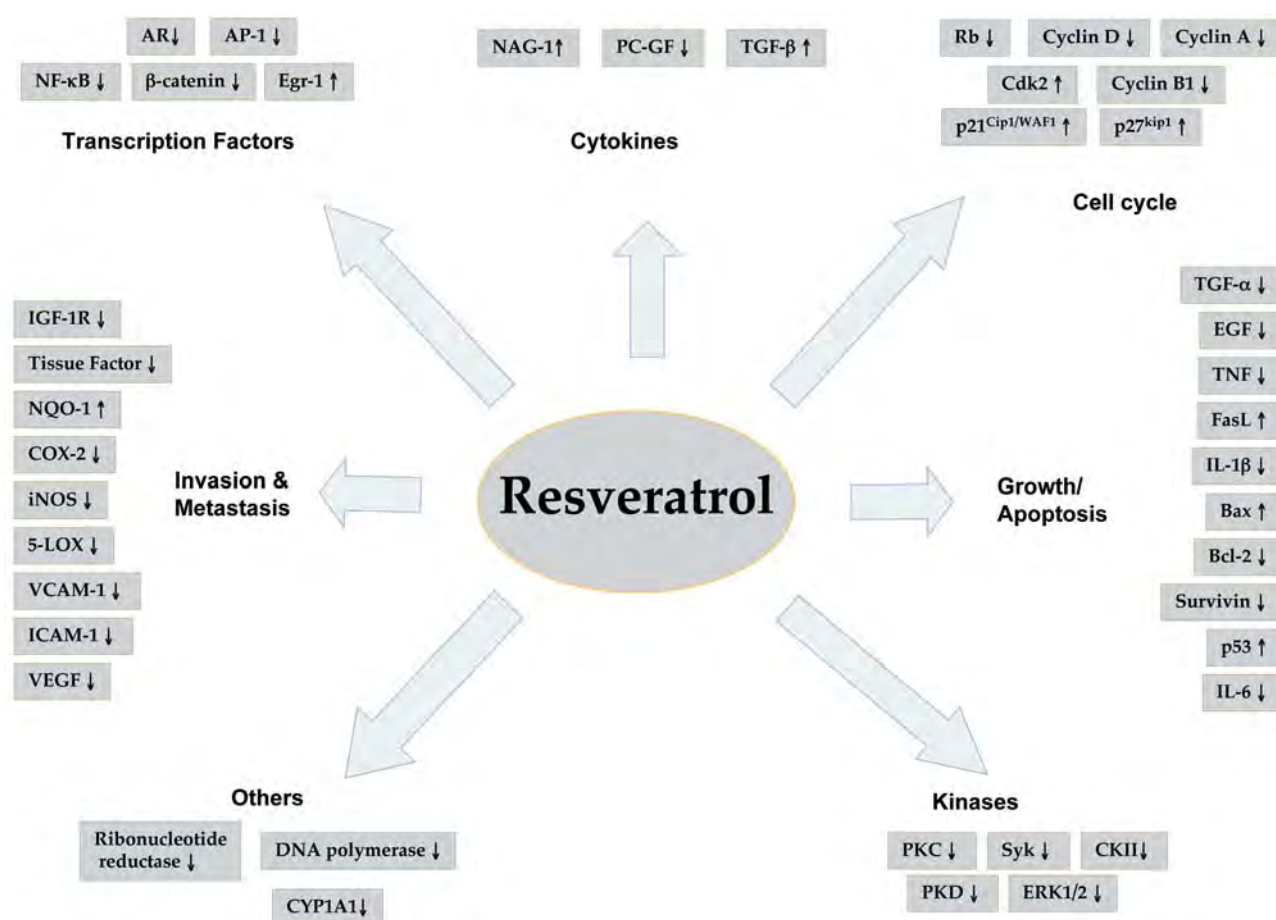 AR↓ AP-1 ↓
NF-κB ↓ β-catenin ↓ Egr-1 ↑
Transcription Factors
NAG-1↑ PC-GF ↓ TGF-β ↑
Cytokines
Rb ↓ Cyclin D ↓ Cyclin A ↓
Cdk2 ↑ Cyclin B1 ↓
p21Cip1/WAF1 ↑ p27kip1 ↑
Cell cycle
IGF-1R ↓
Tissue Factor ↓
NQO-1 ↑
COX-2 ↓
iNOS ↓
5-LOX ↓
VCAM-1 ↓
ICAM-1 ↓
VEGF ↓
Invasion &
Metastasis
Resveratrol
Growth/
Apoptosis
TGF-α ↓
EGF ↓
TNF ↓
FasL ↑
IL-1β ↓
Bax ↑
Bcl-2 ↓
Survivin ↓
p53 ↑
IL-6 ↓
Others
Ribonucleotide
reductase ↓
DNA polymerase ↓
CYP1A1↓
Kinases
PKC ↓ Syk ↓ CKII↓
PKD ↓ ERK1/2 ↓